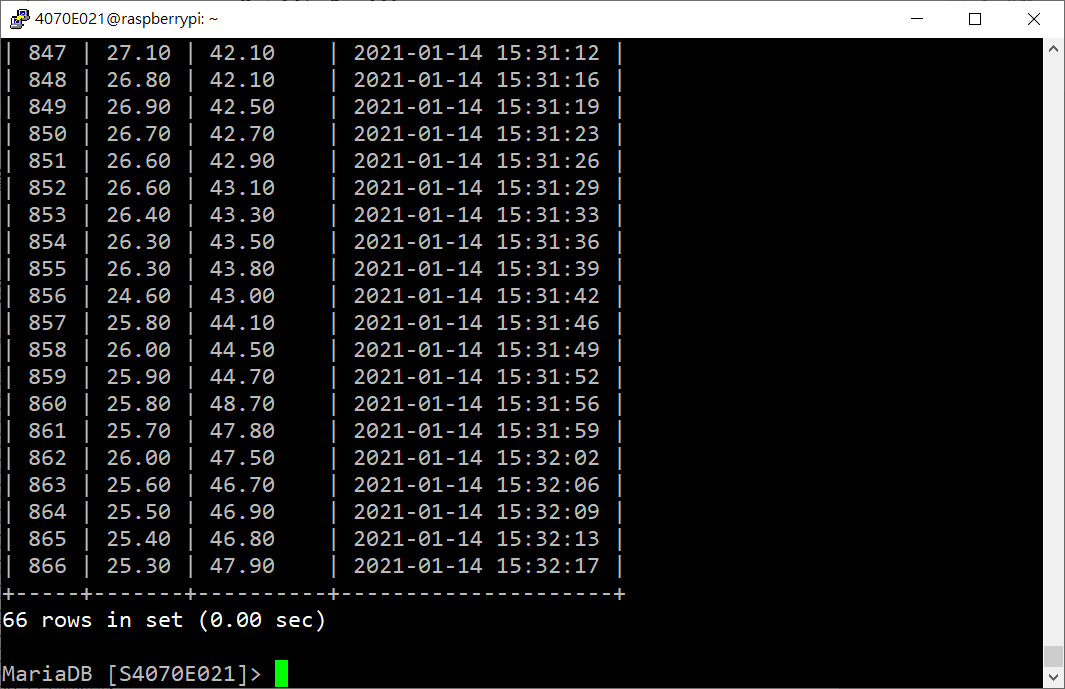 4070E021@raspberrypi: ~
| 847 | 27.10 | 42.10    | 2021-01-14 15:31:12 |
| 848 | 26.80 | 42.10    | 2021-01-14 15:31:16 |
| 849 | 26.90 | 42.50    | 2021-01-14 15:31:19 |
| 850 | 26.70 | 42.70    | 2021-01-14 15:31:23 |
| 851 | 26.60 | 42.90    | 2021-01-14 15:31:26 |
| 852 | 26.60 | 43.10    | 2021-01-14 15:31:29 |
| 853 | 26.40 | 43.30    | 2021-01-14 15:31:33 |
| 854 | 26.30 | 43.50    | 2021-01-14 15:31:36 |
| 855 | 26.30 | 43.80    | 2021-01-14 15:31:39 |
| 856 | 24.60 | 43.00    | 2021-01-14 15:31:42 |
| 857 | 25.80 | 44.10    | 2021-01-14 15:31:46 |
| 858 | 26.00 | 44.50    | 2021-01-14 15:31:49 |
| 859 | 25.90 | 44.70    | 2021-01-14 15:31:52 |
| 860 | 25.80 | 48.70    | 2021-01-14 15:31:56 |
| 861 | 25.70 | 47.80    | 2021-01-14 15:31:59 |
| 862 | 26.00 | 47.50    | 2021-01-14 15:32:02 |
| 863 | 25.60 | 46.70    | 2021-01-14 15:32:06 |
| 864 | 25.50 | 46.90    | 2021-01-14 15:32:09 |
| 865 | 25.40 | 46.80    | 2021-01-14 15:32:13 |
| 866 | 25.30 | 47.90    | 2021-01-14 15:32:17 |
+-----+-------+----------+---------------------+
66 rows in set (0.00 sec)
MariaDB [S4070E021]>